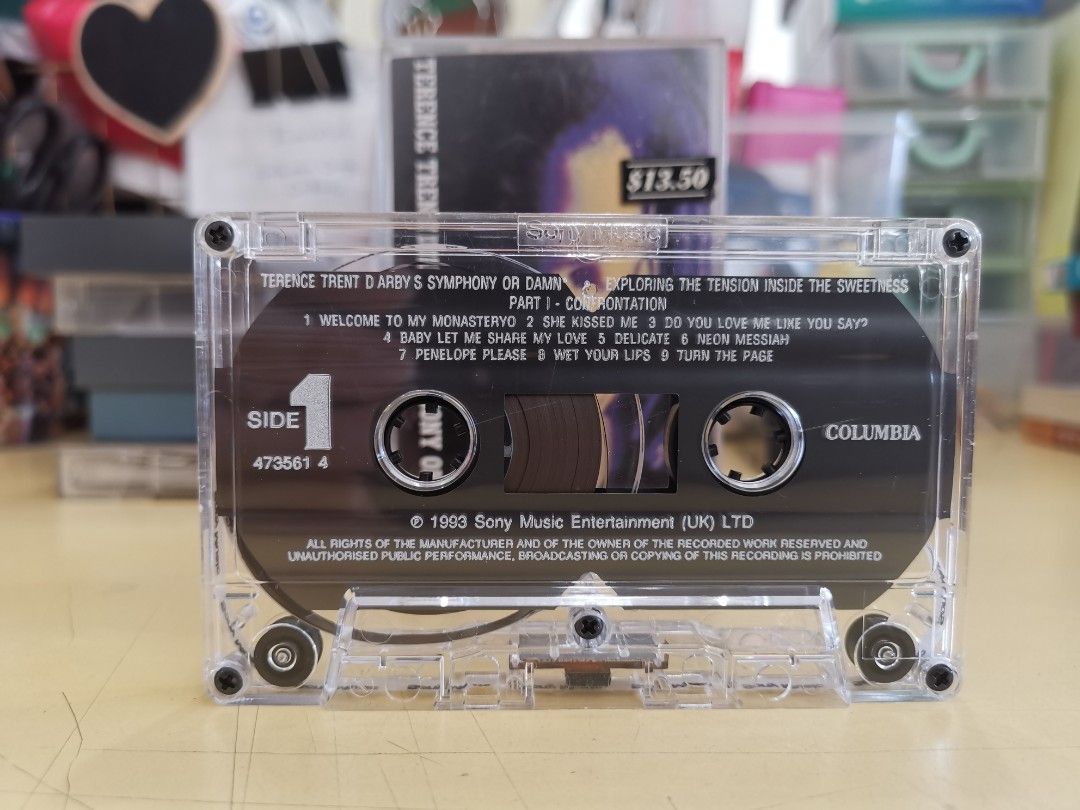 TERENCE TREN
$13.50
Sony Music
TERENCE TRENT D ARBY'S SYMPHONY OR DAMN EXPLORING THE TENSION INSIDE THE SWEETNESS
PART I - CONFRONTATION
1 WELCOME TO MY MONASTERYO 2 SHE KISSED ME 3 DO YOU LOVE ME LIKE YOU SAY?
4 BABY LET ME SHARE MY LOVE 5 DELICATE 6 NEON MESSIAH
7 PENELOPE PLEASE 8 WET YOUR LIPS 9 TURN THE PAGE
SIDE 1
473561 4
ONY O
COLUMBIA
℗ 1993 Sony Music Entertainment (UK) LTD
ALL RIGHTS OF THE MANUFACTURER AND OF THE OWNER OF THE RECORDED WORK RESERVED AND
UNAUTHORISED PUBLIC PERFORMANCE, BROADCASTING OR COPYING OF THIS RECORDING IS PROHIBITED